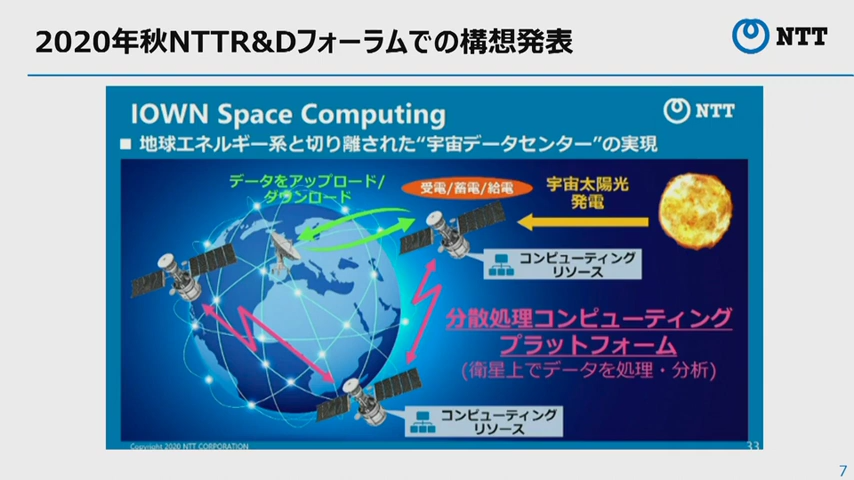 2020年秋NTTR&Dフォーラムでの構想発表
NTT
IOWN Space Computing
NTT
■ 地球エネルギー系と切り離された“宇宙データセンター”の実現
データをアップロード/
ダウンロード
受電/蓄電/給電
宇宙太陽光
発電
コンピューティング
リソース
分散処理コンピューティング
プラットフォーム
(衛星上でデータを処理・分析)
コンピューティング
リソース
Copyright 2020 NTT CORPORATION
33
7